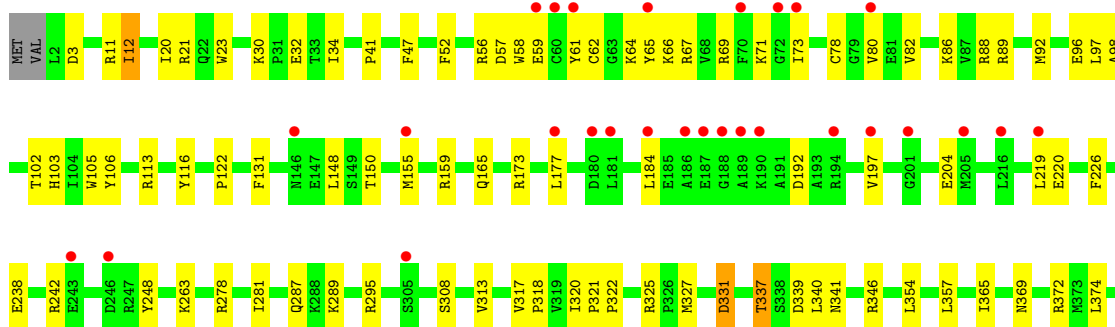 MET VAL L2 D3 R11 I12 I20 R21 Q22 W23 K30 P31 E32 T33 I34 P41 F47 F52 R56 D57 W58 E59 C60 Y61 C62 G63 K64 Y65 K66 R67 V68 R69 F70 K71 G72 I73 C78 G79 V80 E81 V82 K86 V87 R88 R89 M92 E96 L97 A98
T102 H103 I104 W105 Y106 R113 Y116 P122 F131 N146 E147 L148 S149 T150 M155 R159 Q165 R173 L177 D180 L181 L184 E185 A186 E187 G188 A189 K190 A191 D192 A193 R194 V197 G201 E204 M205 L216 L219 E220 F226
E238 R242 E243 D246 R247 Y248 K263 R278 I281 Q287 K288 K289 R295 S305 S308 V313 V317 P318 V319 I320 P321 P322 R325 P326 M327 D331 T337 S338 D339 L340 N341 R346 L354 L357 I365 N369 R372 M373 L374